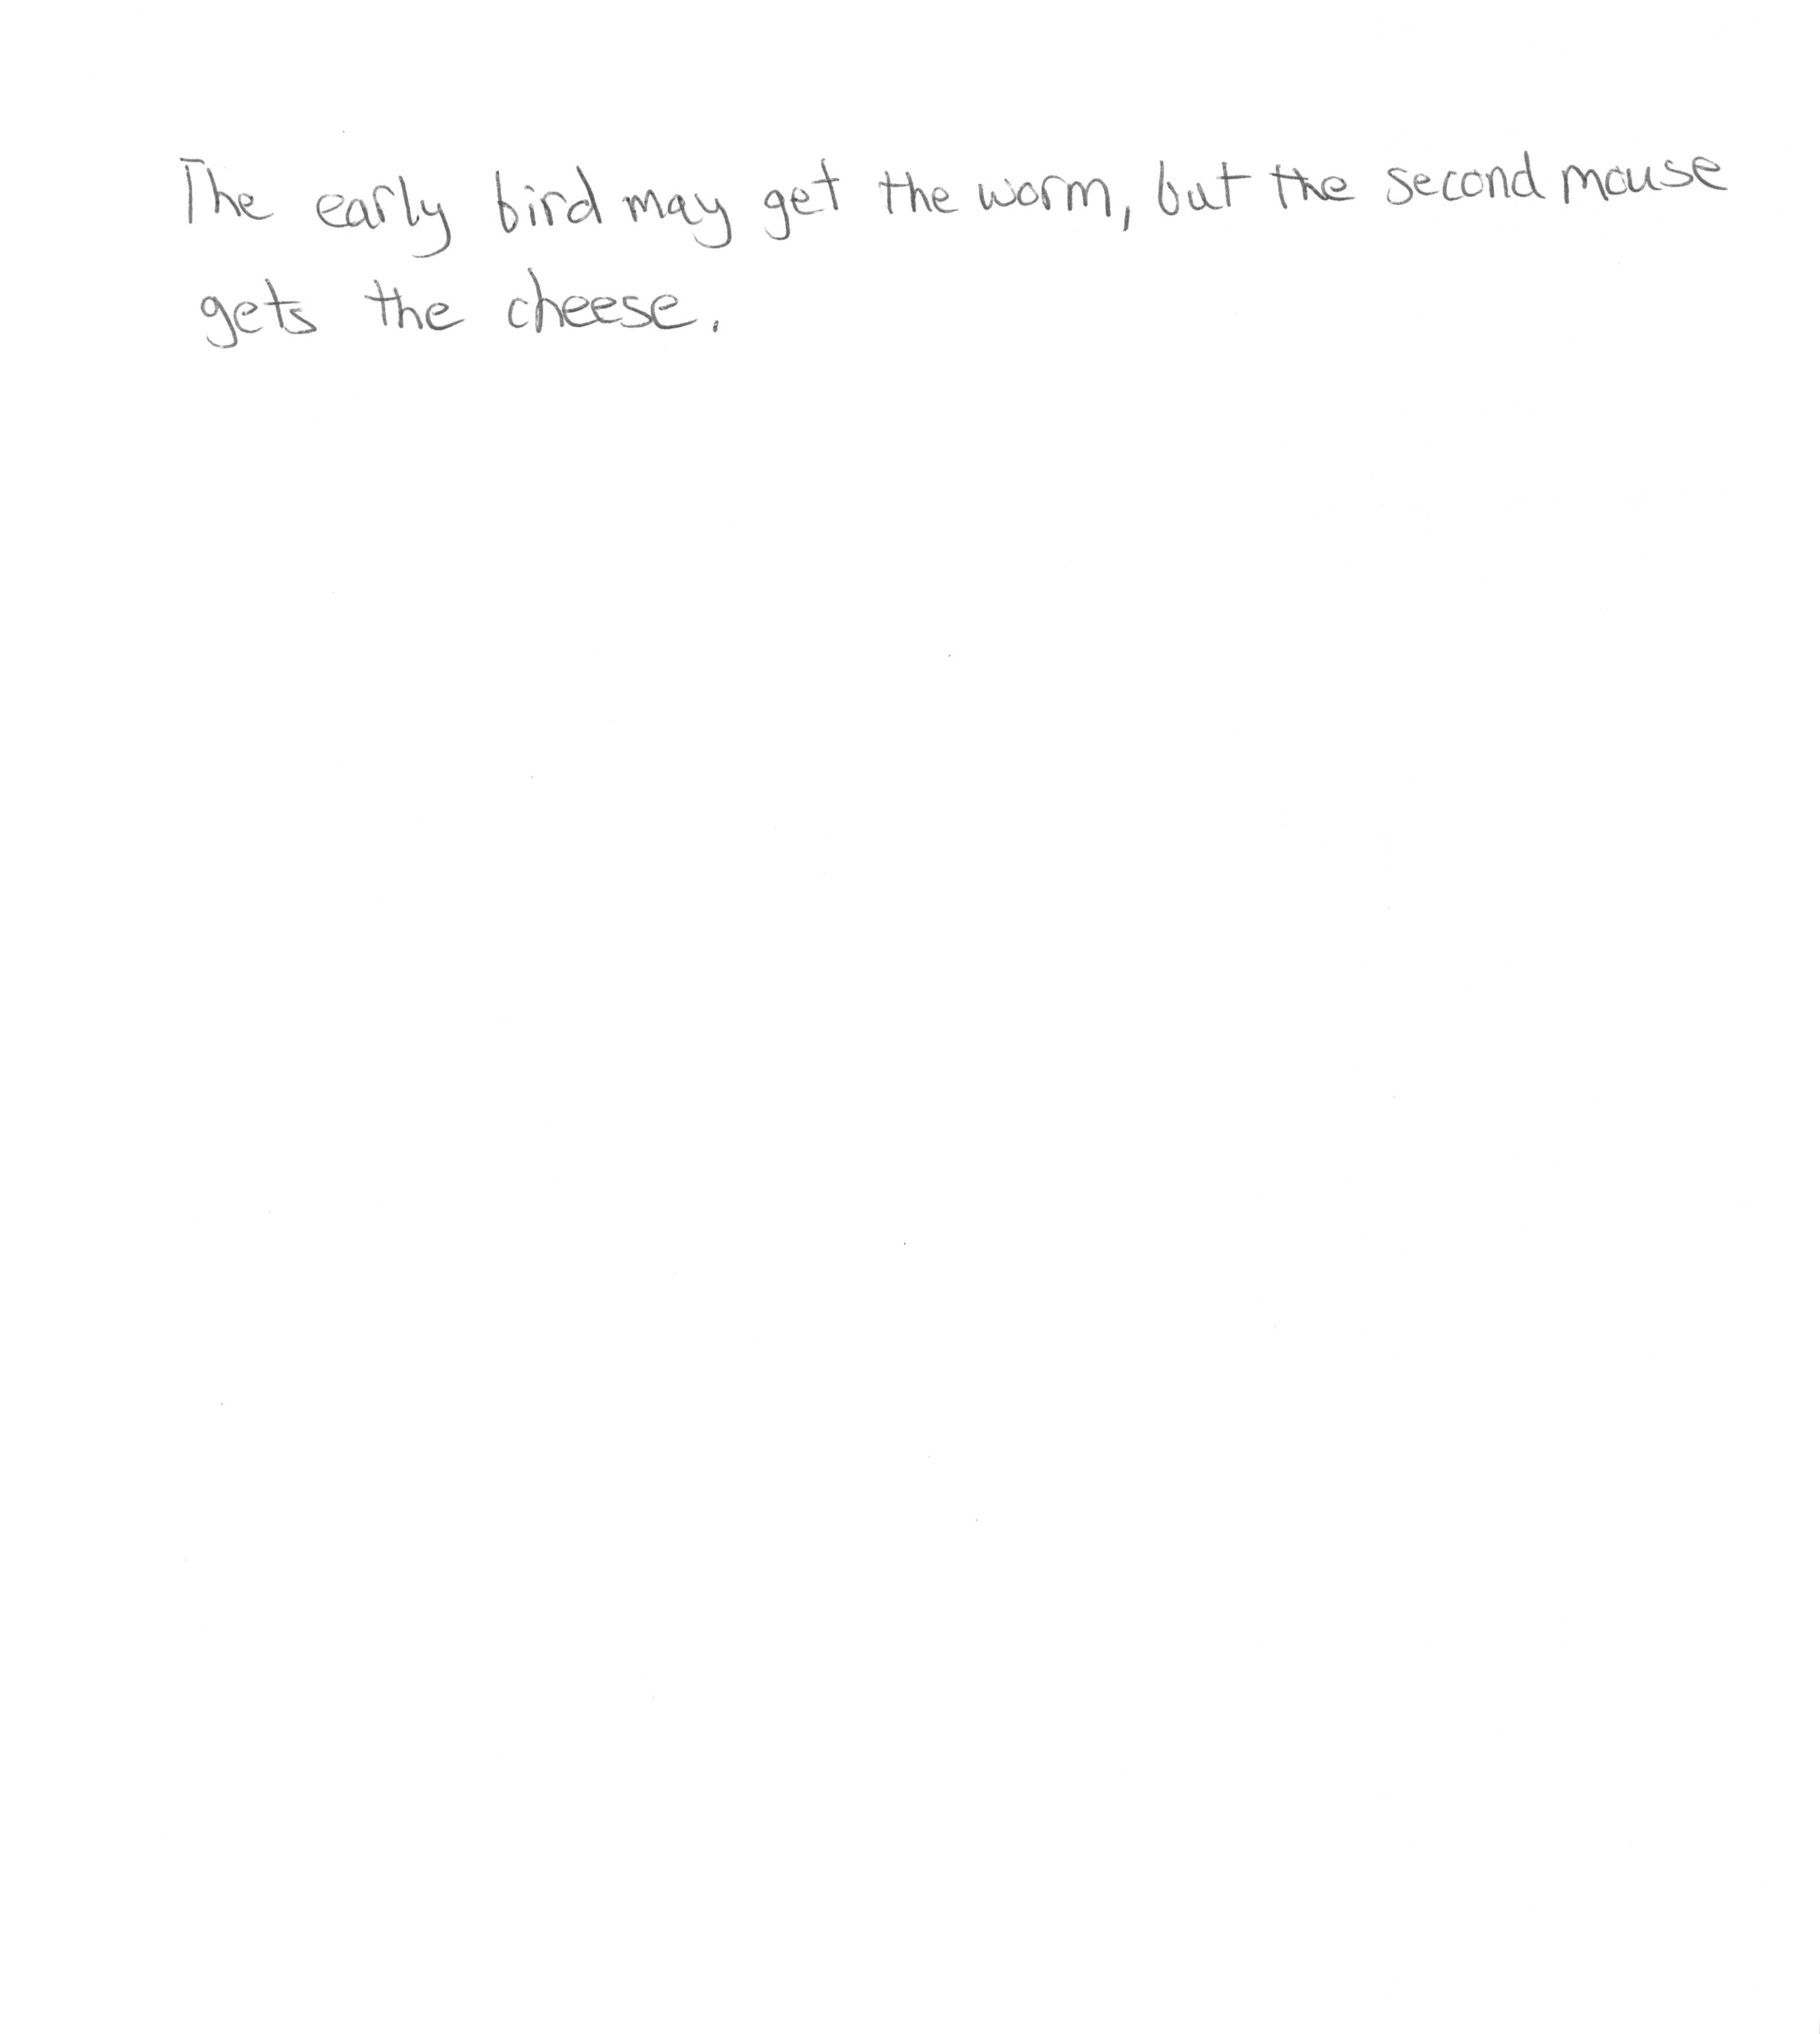 The early bird may get the worm, but the second mouse
gets the cheese.